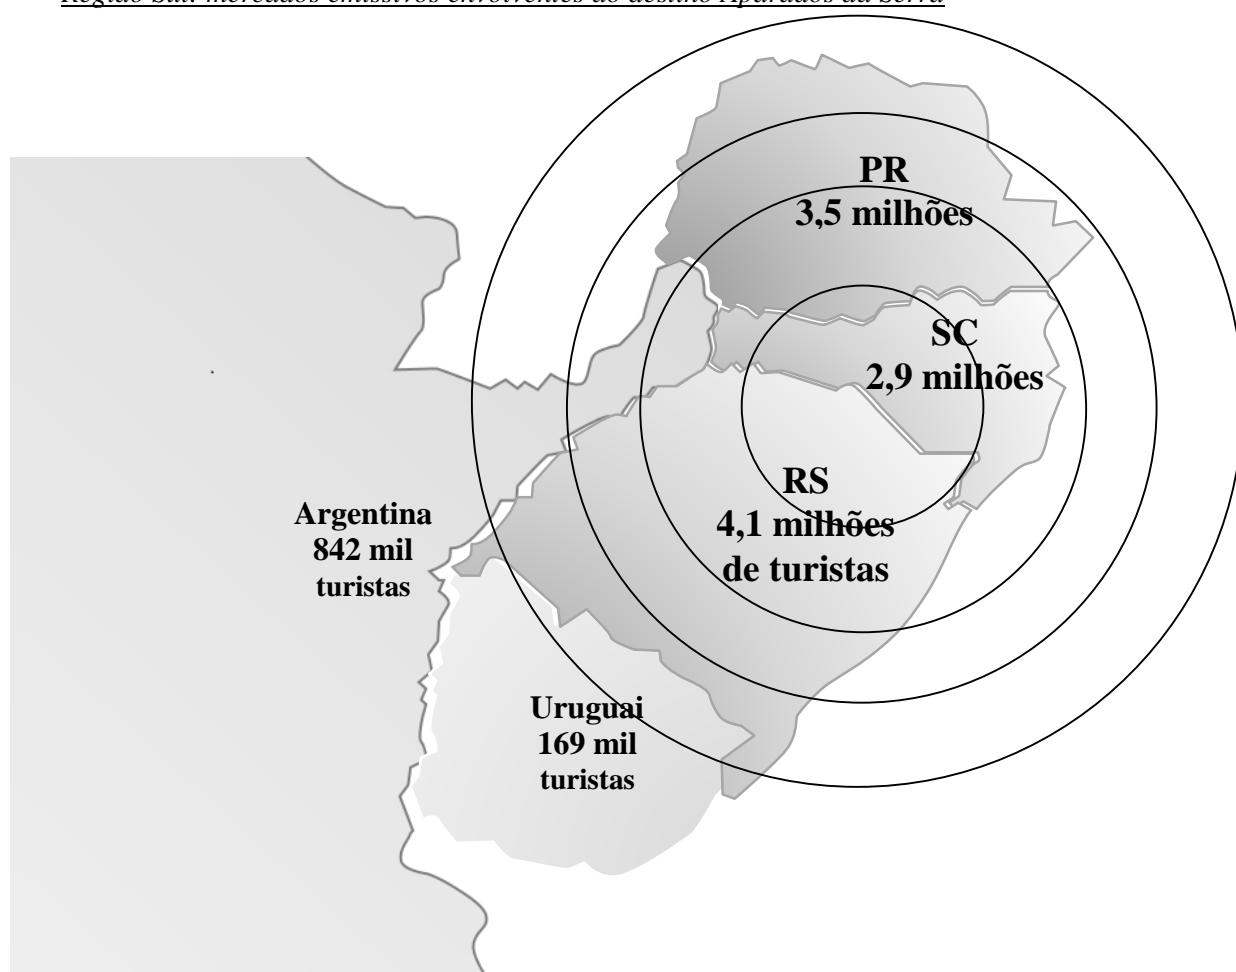 Região Sul: mercados emissivos envolventes ao destino Aparados da Serra
PR
3,5 milhões
SC
2,9 milhões
RS
4,1 milhões
de turistas
Argentina
842 mil
turistas
Uruguai
169 mil
turistas